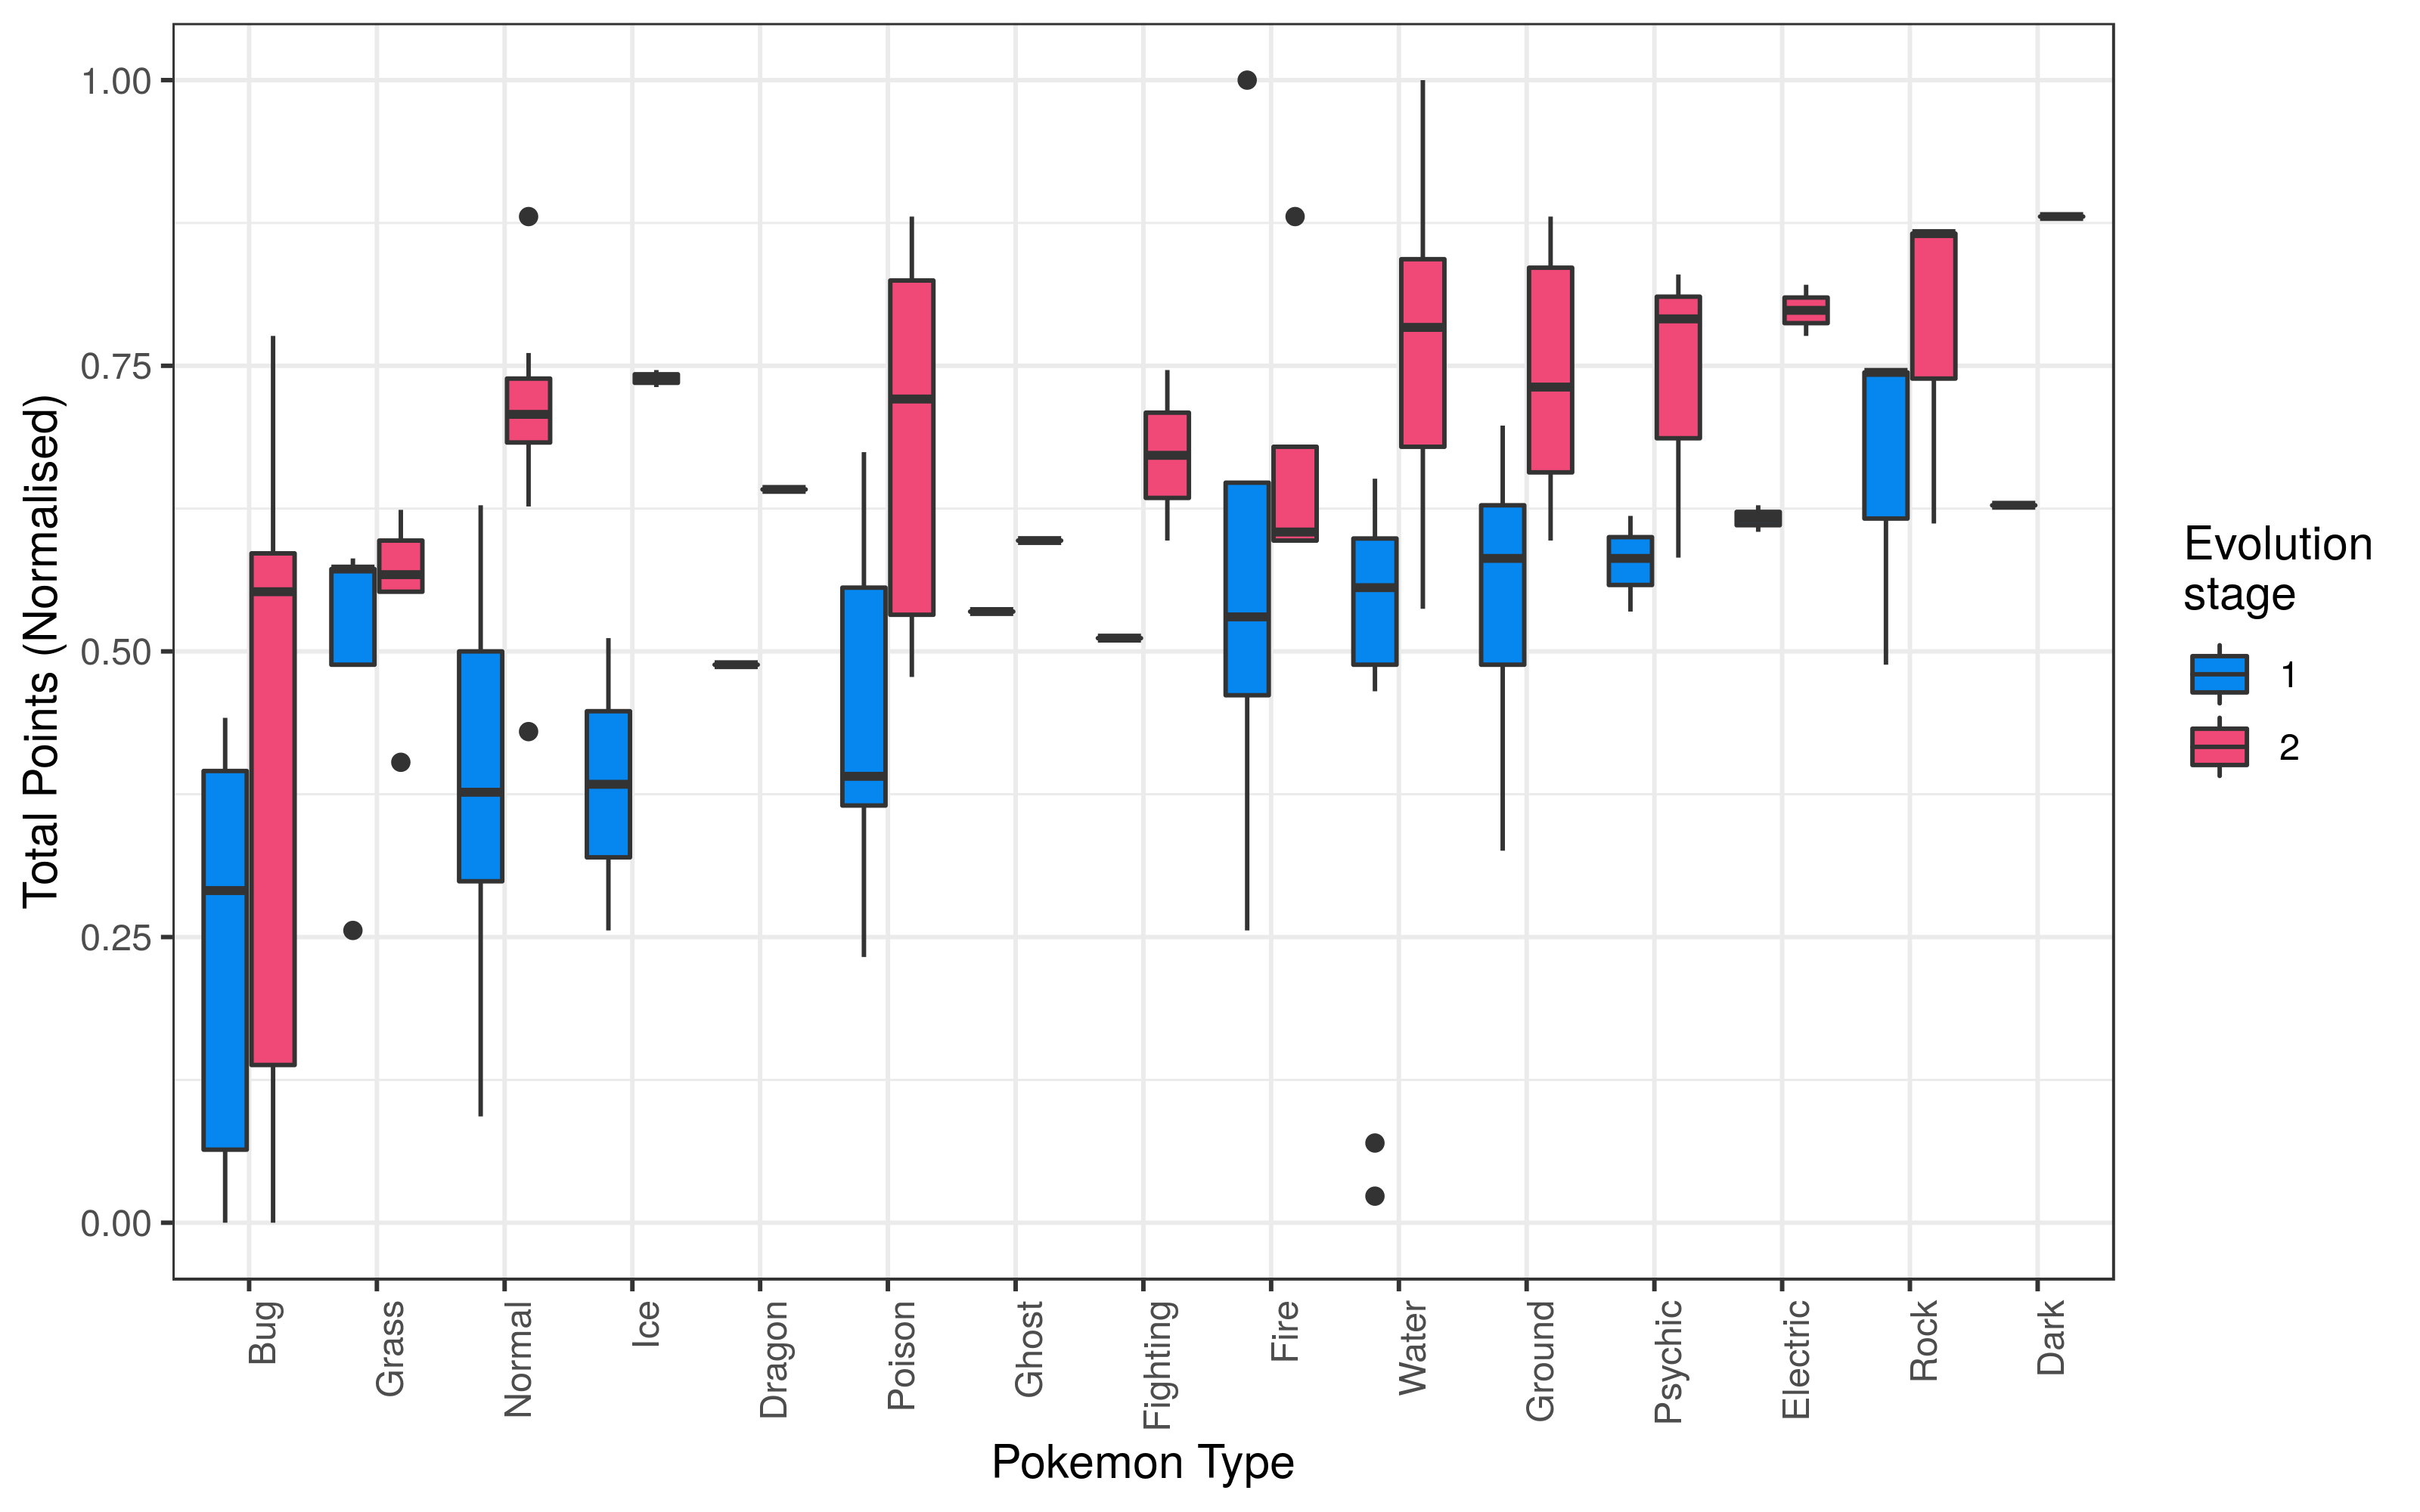 Total Points (Normalised)
1.00
0.75
0.50
0.25
0.00
Bug
Grass
Normal
Ice
Dragon
Poison
Ghost
Fighting
Fire
Water
Ground
Psychic
Electric
Rock
Dark
Pokemon Type
Evolution
stage
1
2